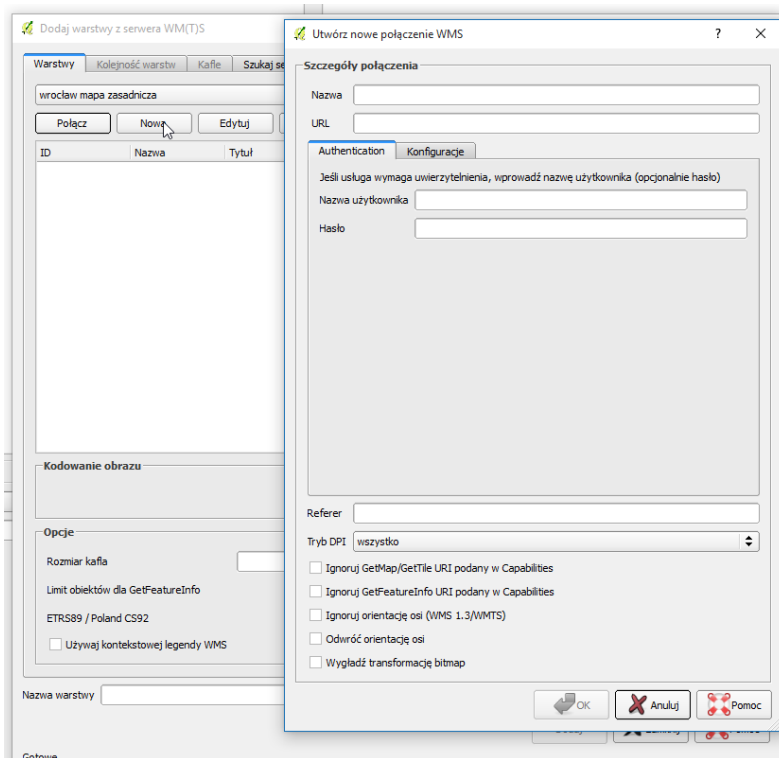 Dodaj warstwy z serwera WM(T)S
Warstwy Kolejność warstw Kafle Szukaj se
wrocław mapa zasadnicza
Połącz Nowa Edytuj
ID Nazwa Tytuł
Kodowanie obrazu
Opcje
Rozmiar kafla
Limit obiektów dla GetFeatureInfo
ETRS89 / Poland CS92
Używaj kontekstowej legendy WMS
Nazwa warstwy
Gotowe
Utwórz nowe połączenie WMS ?
Szczegóły połączenia
Nazwa
URL
Authentication Konfiguracje
Jeśli usługa wymaga uwierzytelnienia, wprowadź nazwę użytkownika (opcjonalnie hasło)
Nazwa użytkownika
Hasło
Referer
Tryb DPI wszystko
Ignoruj GetMap/GetTile URI podany w Capabilities
Ignoruj GetFeatureInfo URI podany w Capabilities
Ignoruj orientację osi (WMS 1.3/WMTS)
Odwróć orientację osi
Wygładź transformację bitmap
OK Anuluj Pomoc